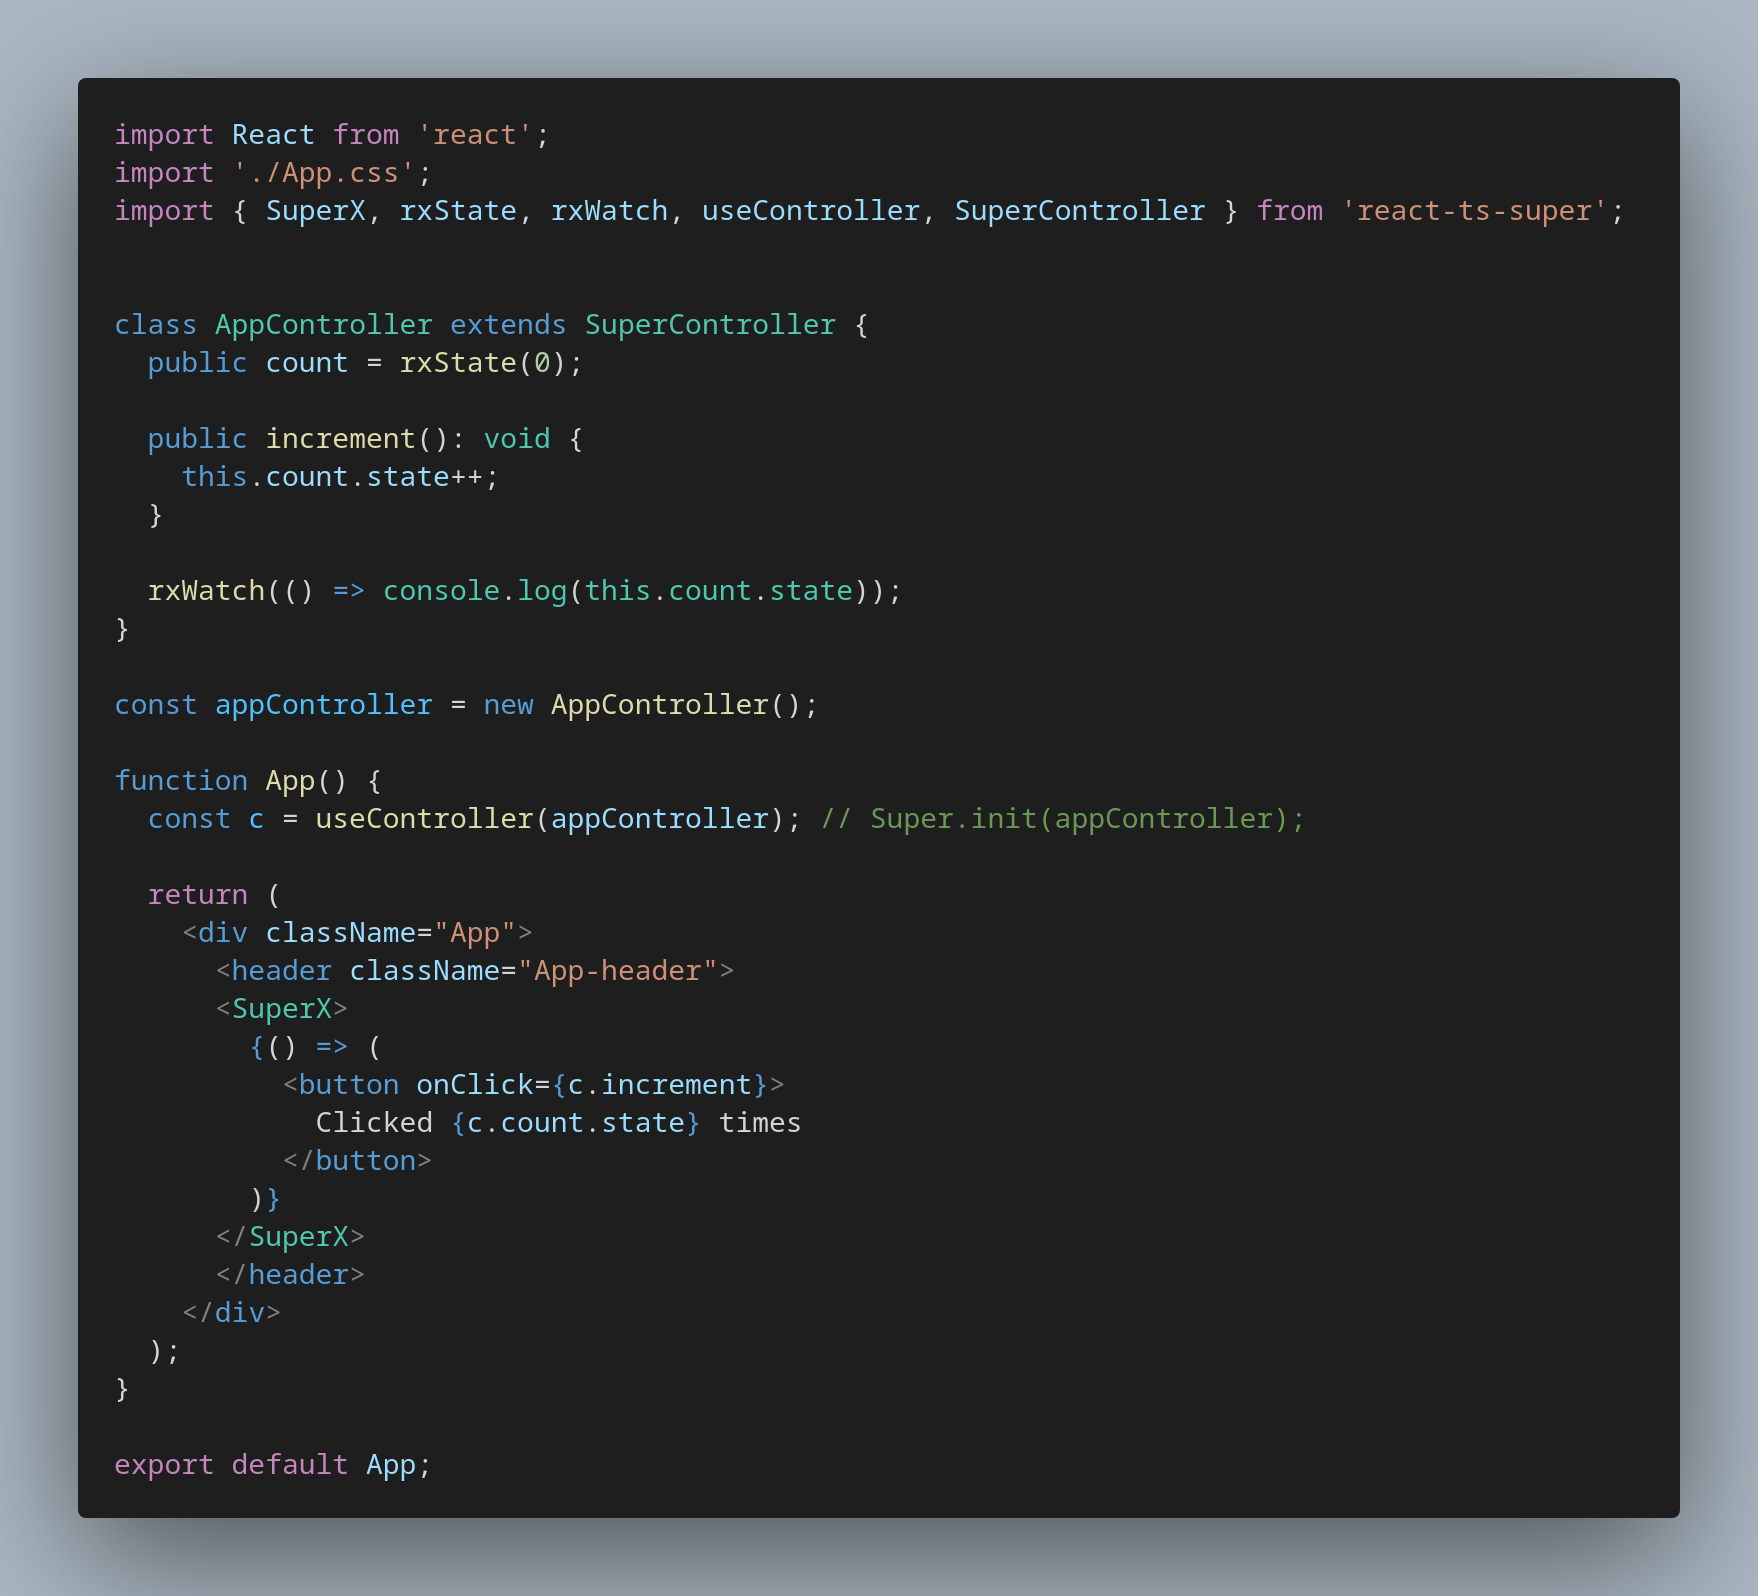 import React from 'react';
import './App.css';
import { SuperX, rxState, rxWatch, useController, SuperController } from 'react-ts-super';


class AppController extends SuperController {
  public count = rxState(0);

  public increment(): void {
    this.count.state++;
  }

  rxWatch(() => console.log(this.count.state));
}

const appController = new AppController();

function App() {
  const c = useController(appController); // Super.init(appController);

  return (
    <div className="App">
      <header className="App-header">
      <SuperX>
        {() => (
          <button onClick={c.increment}>
            Clicked {c.count.state} times
          </button>
        )}
      </SuperX>
      </header>
    </div>
  );
}

export default App;